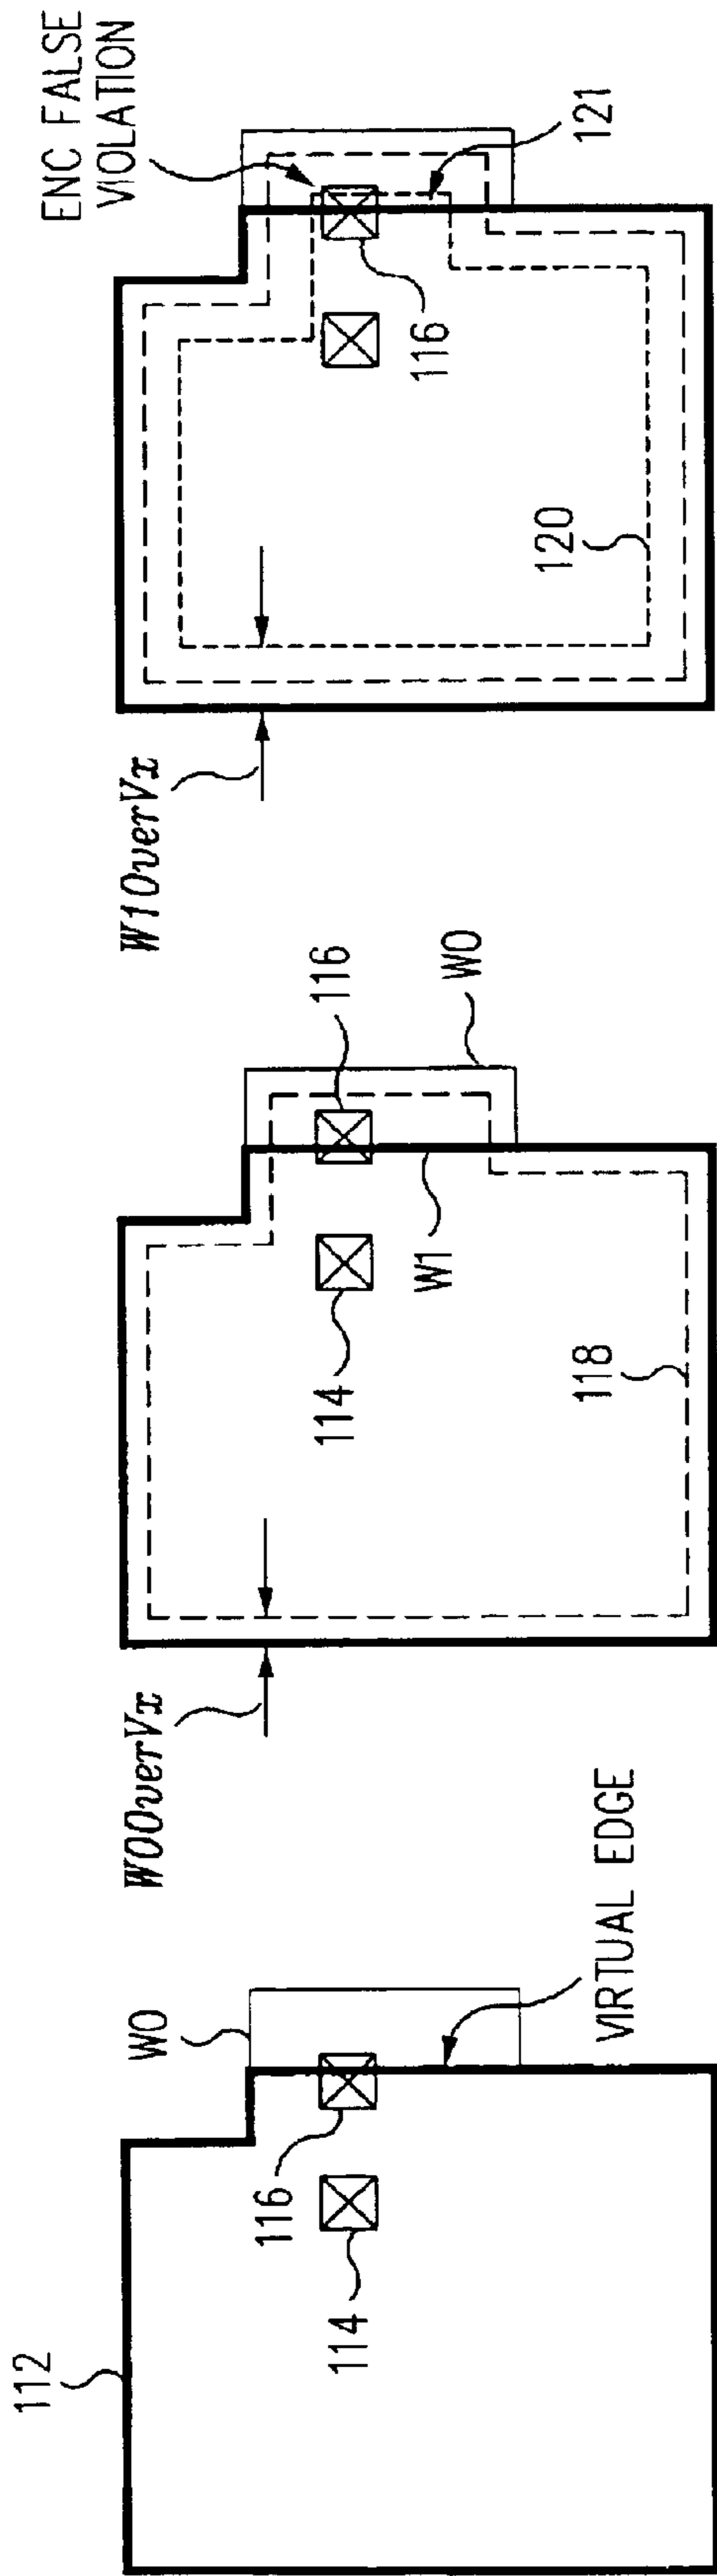 112
W0
116
114
VIRTUAL EDGE
W0OverVx
116
114
W0
W1
118
W1OverVx
ENC FALSE
VIOLATION
121
116
120